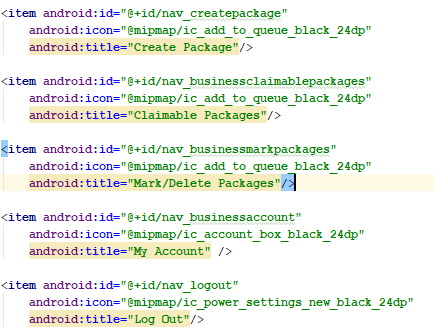 <item android:id="@+id/nav_createpackage"
android:icon="@mipmap/ic_add_to_queue_black_24dp"
android:title="Create Package"/>
<item android:id="@+id/nav_businessclaimablepackages"
android:icon="@mipmap/ic_add_to_queue_black_24dp"
android:title="Claimable Packages"/>
<item android:id="@+id/nav_businessmarkpackages"
android:icon="@mipmap/ic_add_to_queue_black_24dp"
android:title="Mark/Delete Packages"/>
<item android:id="@+id/nav_businessaccount"
android:icon="@mipmap/ic_account_box_black_24dp"
android:title="My Account" />
<item android:id="@+id/nav_logout"
android:icon="@mipmap/ic_power_settings_new_black_24dp"
android:title="Log Out"/>